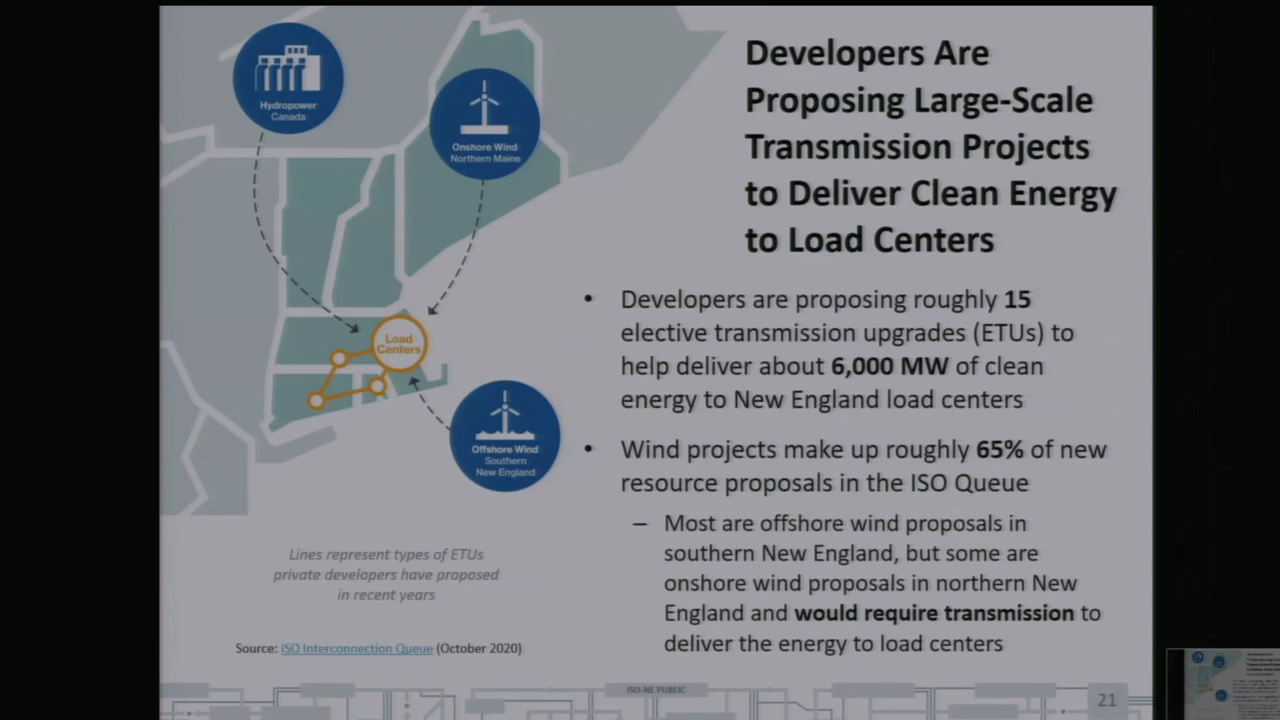 Developers Are
Proposing Large-Scale
Transmission Projects
to Deliver Clean Energy
to Load Centers
Hydropower
Canada
Onshore Wind
Northern Maine
Load
Centers
Offshore Wind
Southern
New England
• Developers are proposing roughly 15
elective transmission upgrades (ETUs) to
help deliver about 6,000 MW of clean
energy to New England load centers
• Wind projects make up roughly 65% of new
resource proposals in the ISO Queue
– Most are offshore wind proposals in
southern New England, but some are
onshore wind proposals in northern New
England and would require transmission to
deliver the energy to load centers
Lines represent types of ETUs
private developers have proposed
in recent years
Source: ISO Interconnection Queue (October 2020)
ISO-NE PUBLIC
21